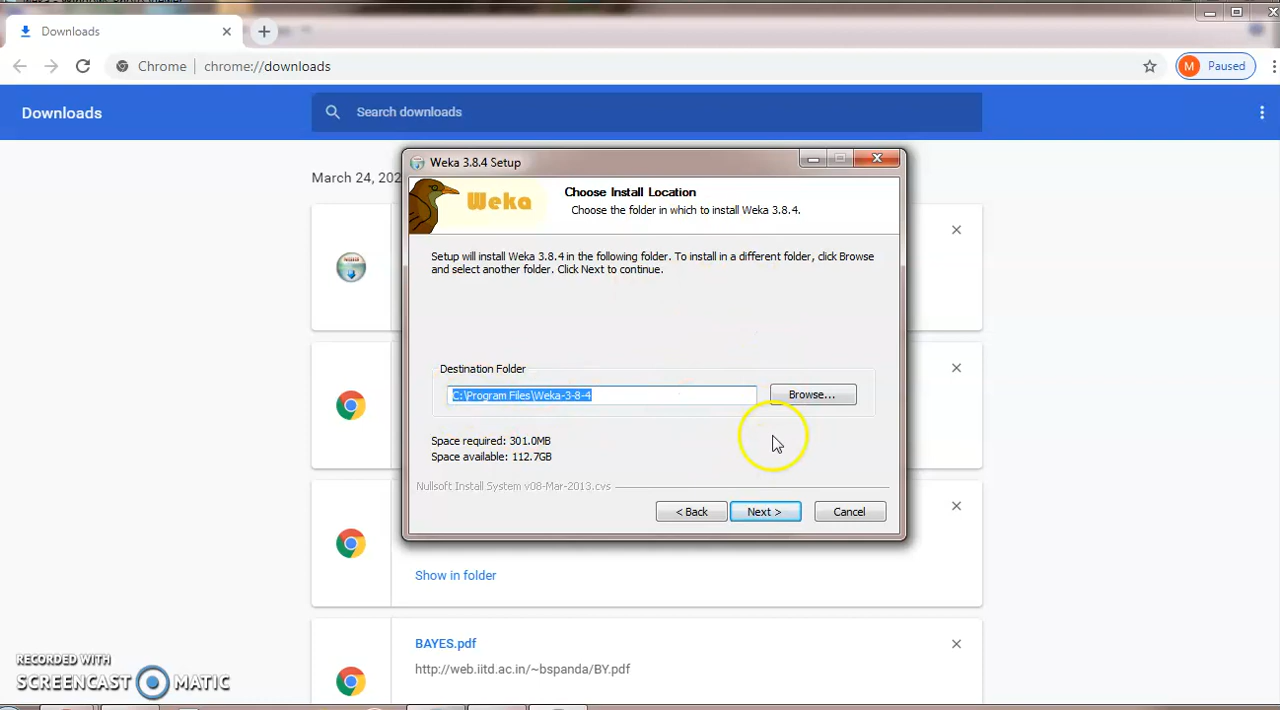 Downloads
Chrome
chrome://downloads
M
Paused
Downloads
Search downloads
March 24, 202
Weka 3.8.4 Setup
Weka
Choose Install Location
Choose the folder in which to install Weka 3.8.4.
Setup will install Weka 3.8.4 in the following folder. To install in a different folder, click Browse
and select another folder. Click Next to continue.
Destination Folder
C:\Program Files\Weka-3-8-4
Browse...
Space required: 301.0MB
Space available: 112.7GB
Nullsoft Install System v08-Mar-2013.cvs
< Back
Next >
Cancel
Show in folder
BAYES.pdf
http://web.iitd.ac.in/~bspanda/BY.pdf
RECORDED WITH
SCREENCAST MATIC